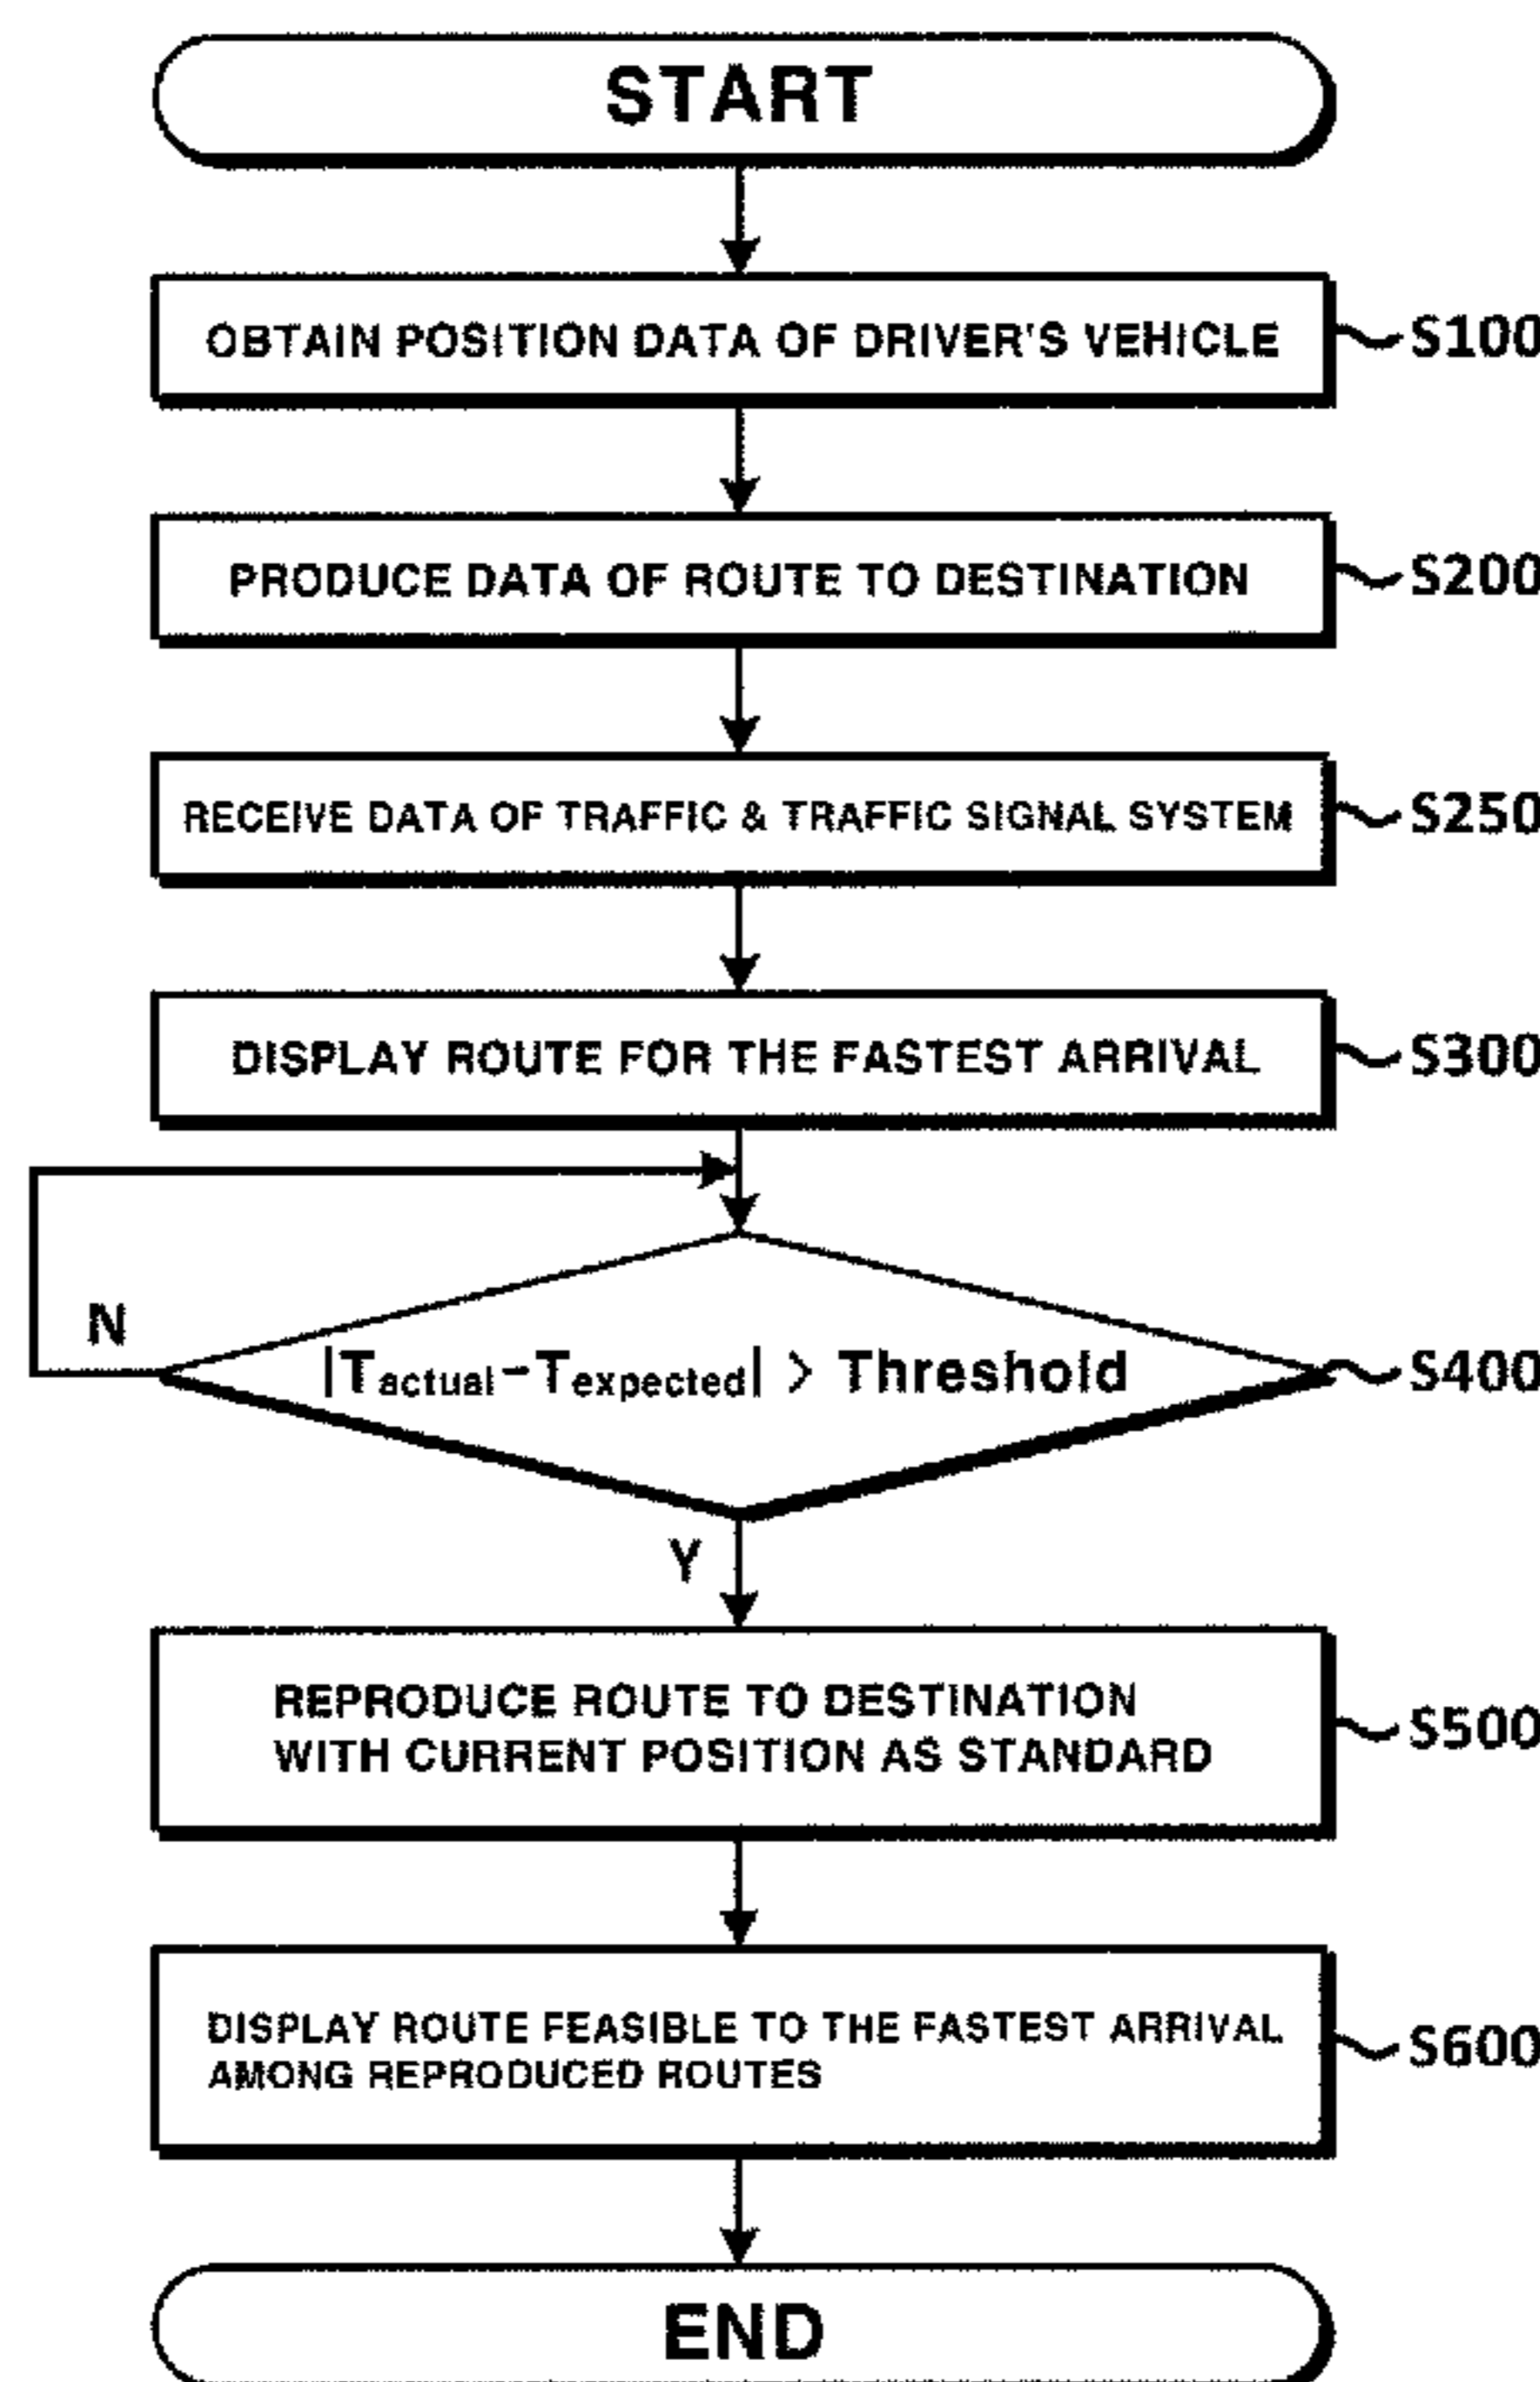 START
OBTAIN POSITION DATA OF DRIVER'S VEHICLE
S100
PRODUCE DATA OF ROUTE TO DESTINATION
S200
RECEIVE DATA OF TRAFFIC & TRAFFIC SIGNAL SYSTEM
S250
DISPLAY ROUTE FOR THE FASTEST ARRIVAL
S300
N
|Tactual-Texpected| > Threshold
S400
Y
REPRODUCE ROUTE TO DESTINATION
WITH CURRENT POSITION AS STANDARD
S500
DISPLAY ROUTE FEASIBLE TO THE FASTEST ARRIVAL
AMONG REPRODUCED ROUTES
S600
END